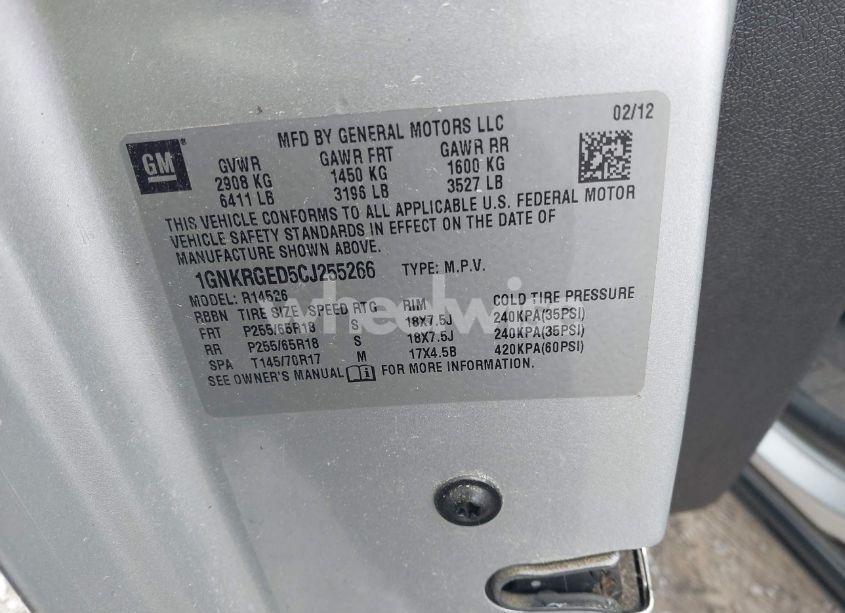 02/12
MFD BY GENERAL MOTORS LLC
GM
GVWR GAWR FRT GAWR RR
2908 KG 1450 KG 1600 KG
6411 LB 3196 LB 3527 LB
THIS VEHICLE CONFORMS TO ALL APPLICABLE U.S. FEDERAL MOTOR
VEHICLE SAFETY STANDARDS IN EFFECT ON THE DATE OF
MANUFACTURE SHOWN ABOVE.
1GNKRGED5CJ255266 TYPE: M.P.V.
MODEL: R14526
RBBN TIRE SIZE SPEED RTG RIM COLD TIRE PRESSURE
FRT P255/65R18 S 18X7.5J 240KPA(35PSI)
RR P255/65R18 S 18X7.5J 240KPA(35PSI)
SPA T145/70R17 M 17X4.5B 420KPA(60PSI)
SEE OWNER'S MANUAL FOR MORE INFORMATION.